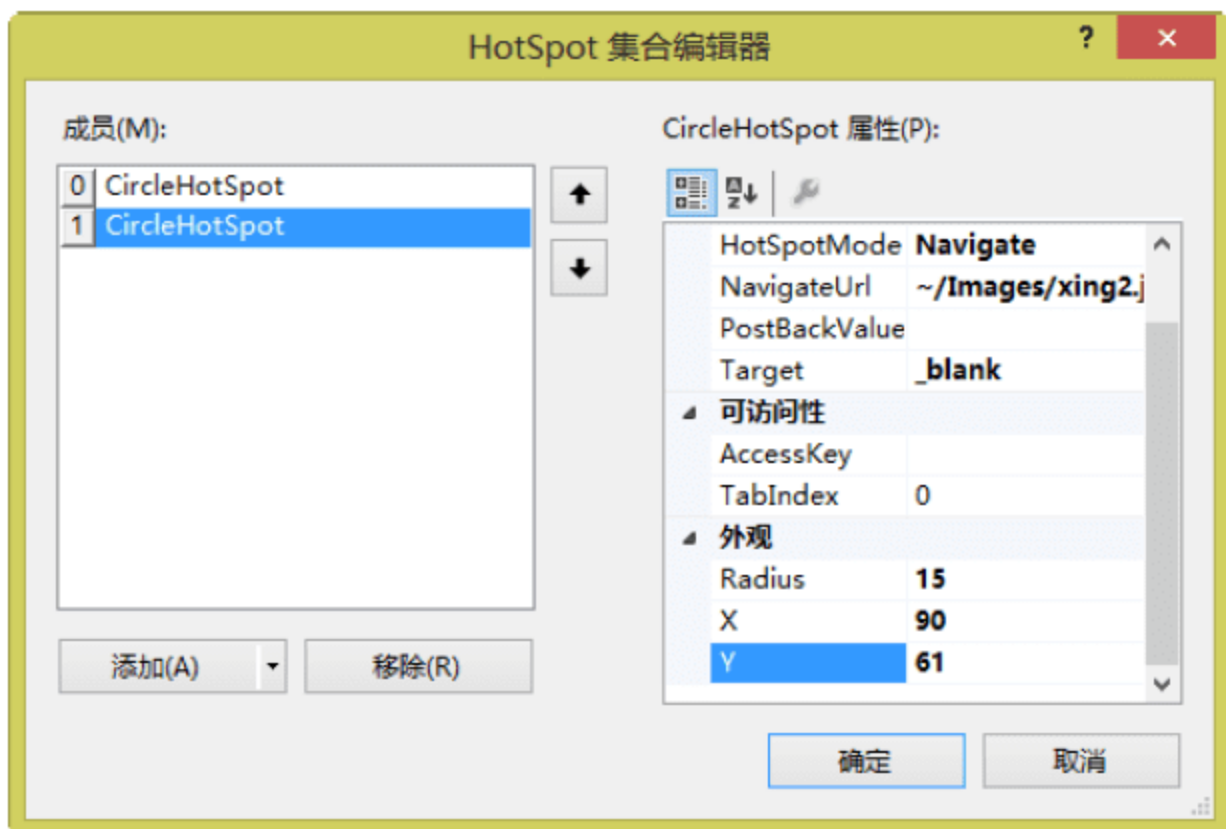 HotSpot 集合编辑器
?
成员(M):
0 CircleHotSpot
1 CircleHotSpot
添加(A)
移除(R)
CircleHotSpot 属性(P):
HotSpotMode Navigate
NavigateUrl ~/Images/xing2.j
PostBackValue
Target _blank
可访问性
AccessKey
TabIndex 0
外观
Radius 15
X 90
Y 61
确定
取消